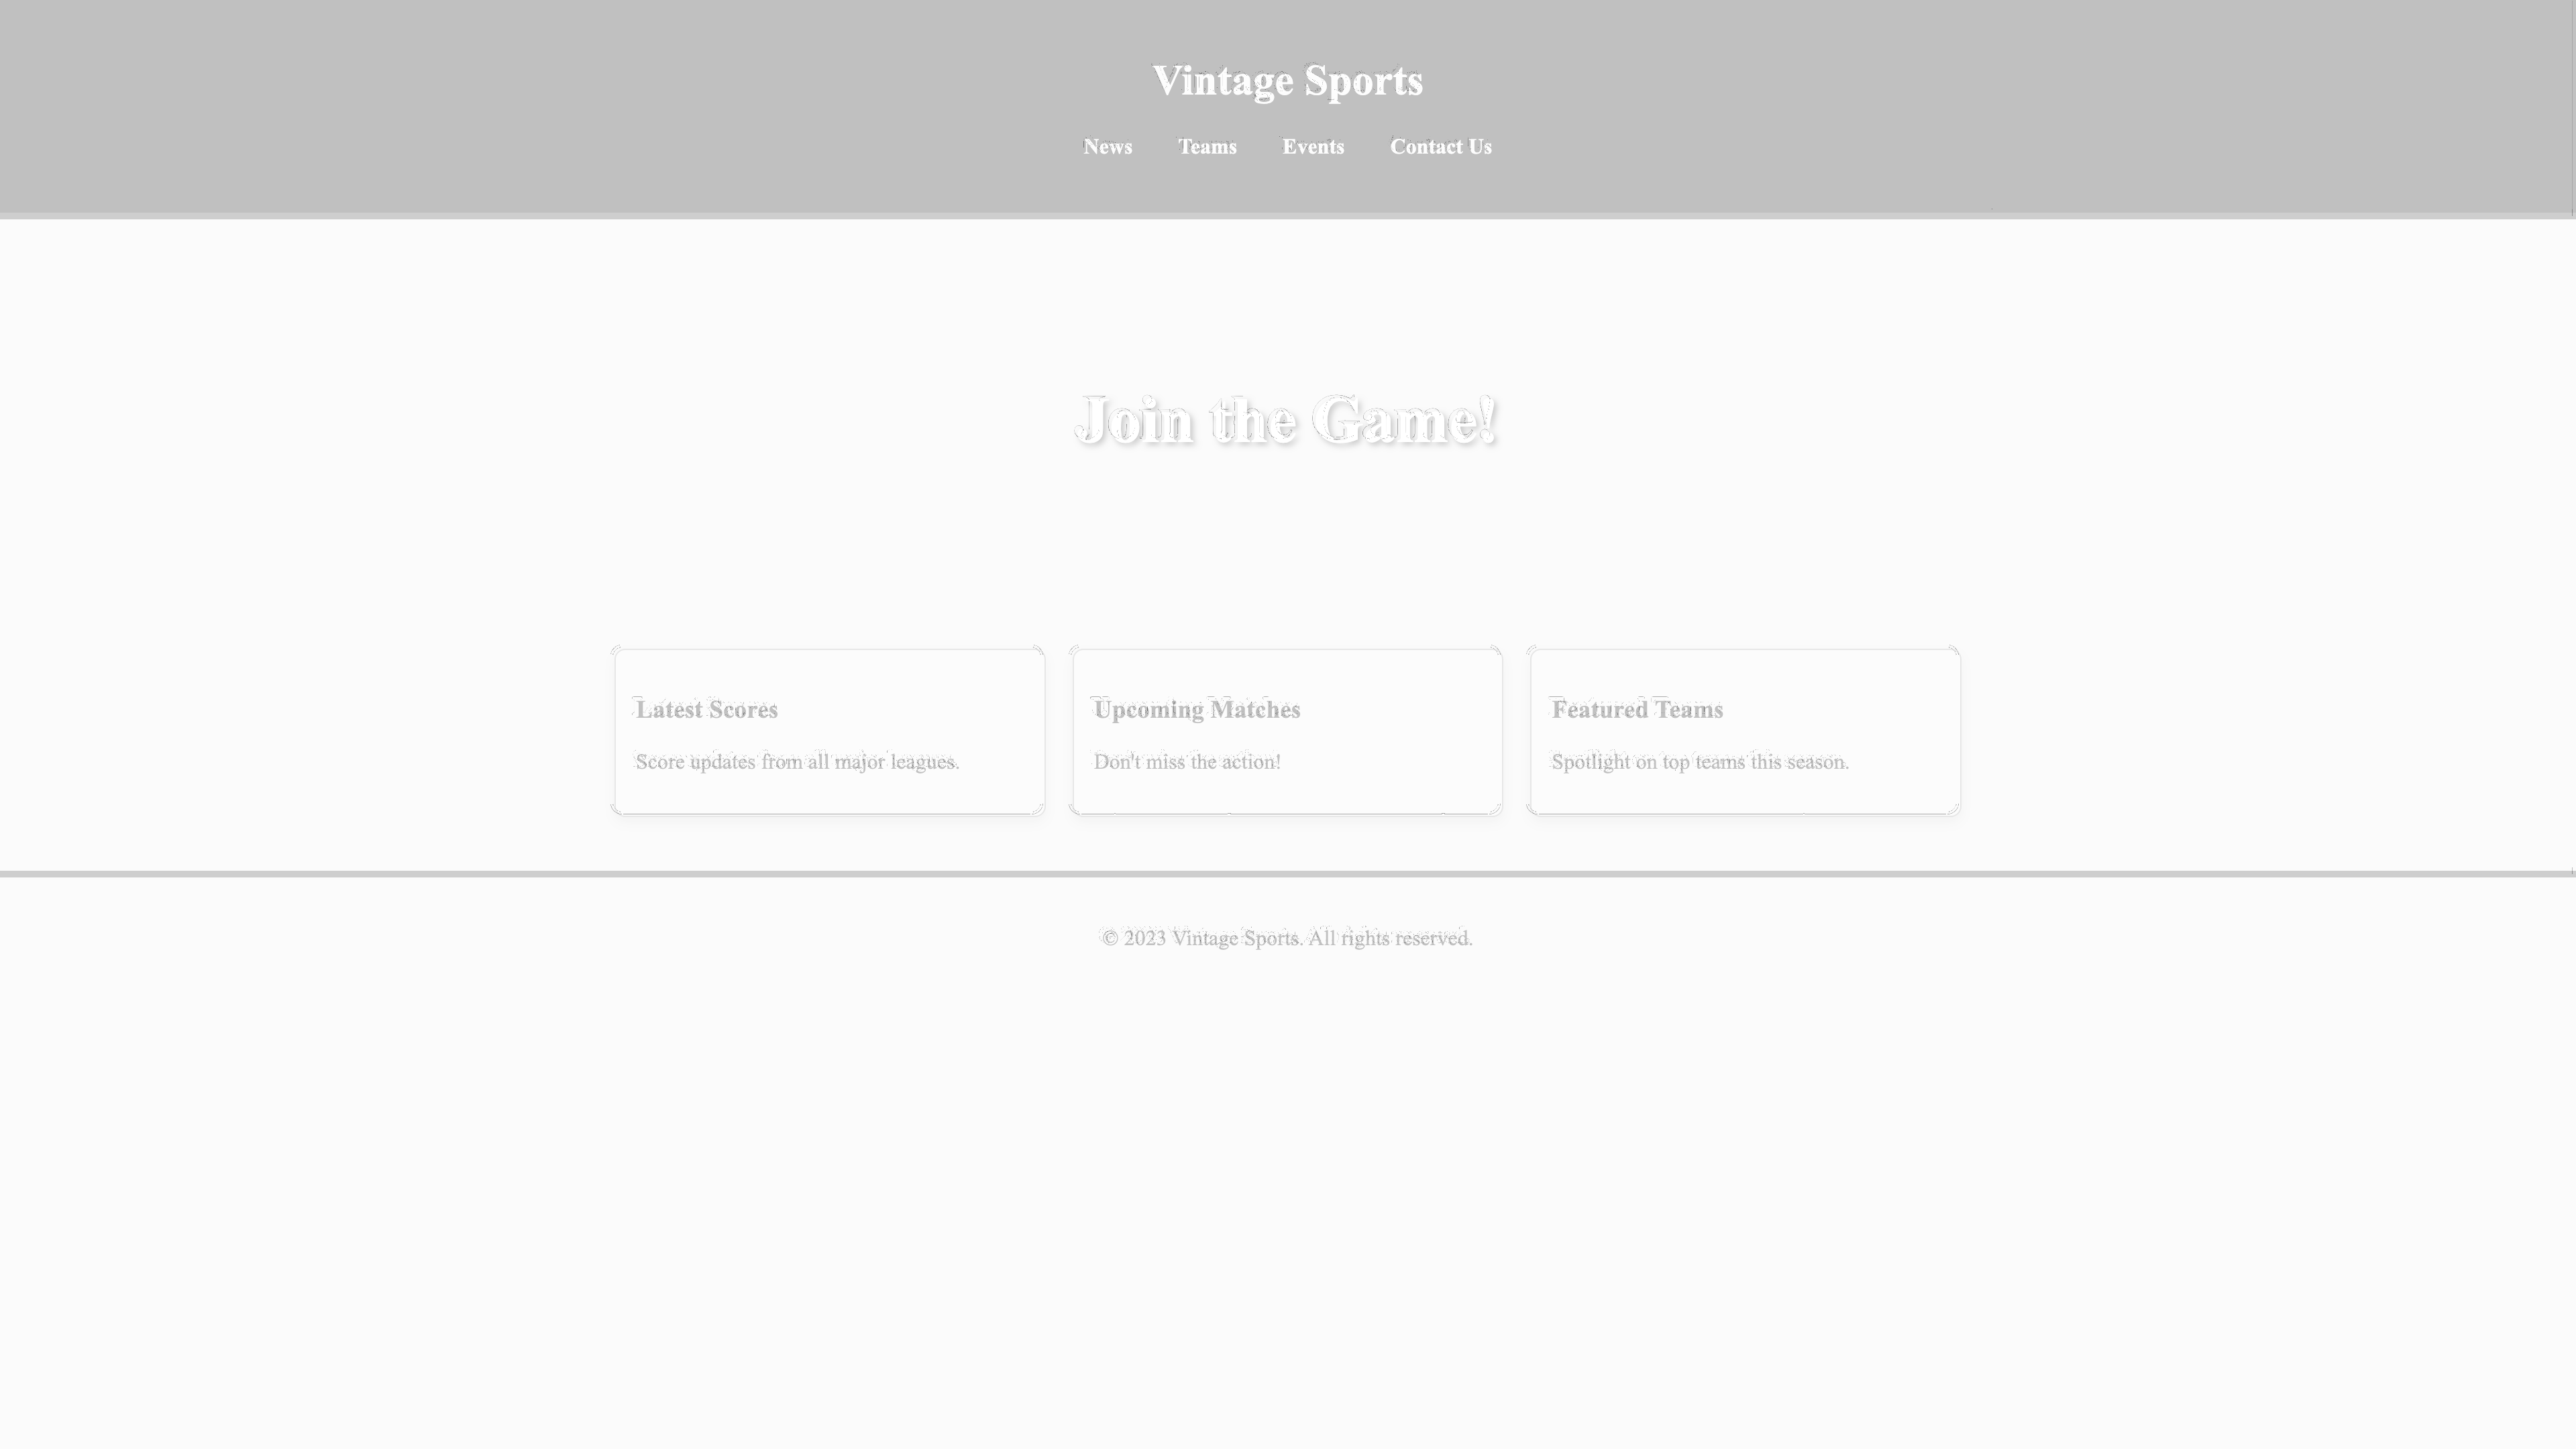 Vintage Sports
News Teams Events Contact Us
Join the Game!
Latest Scores
Score updates from all major leagues.
Upcoming Matches
Don't miss the action!
Featured Teams
Spotlight on top teams this season.
© 2023 Vintage Sports. All rights reserved.